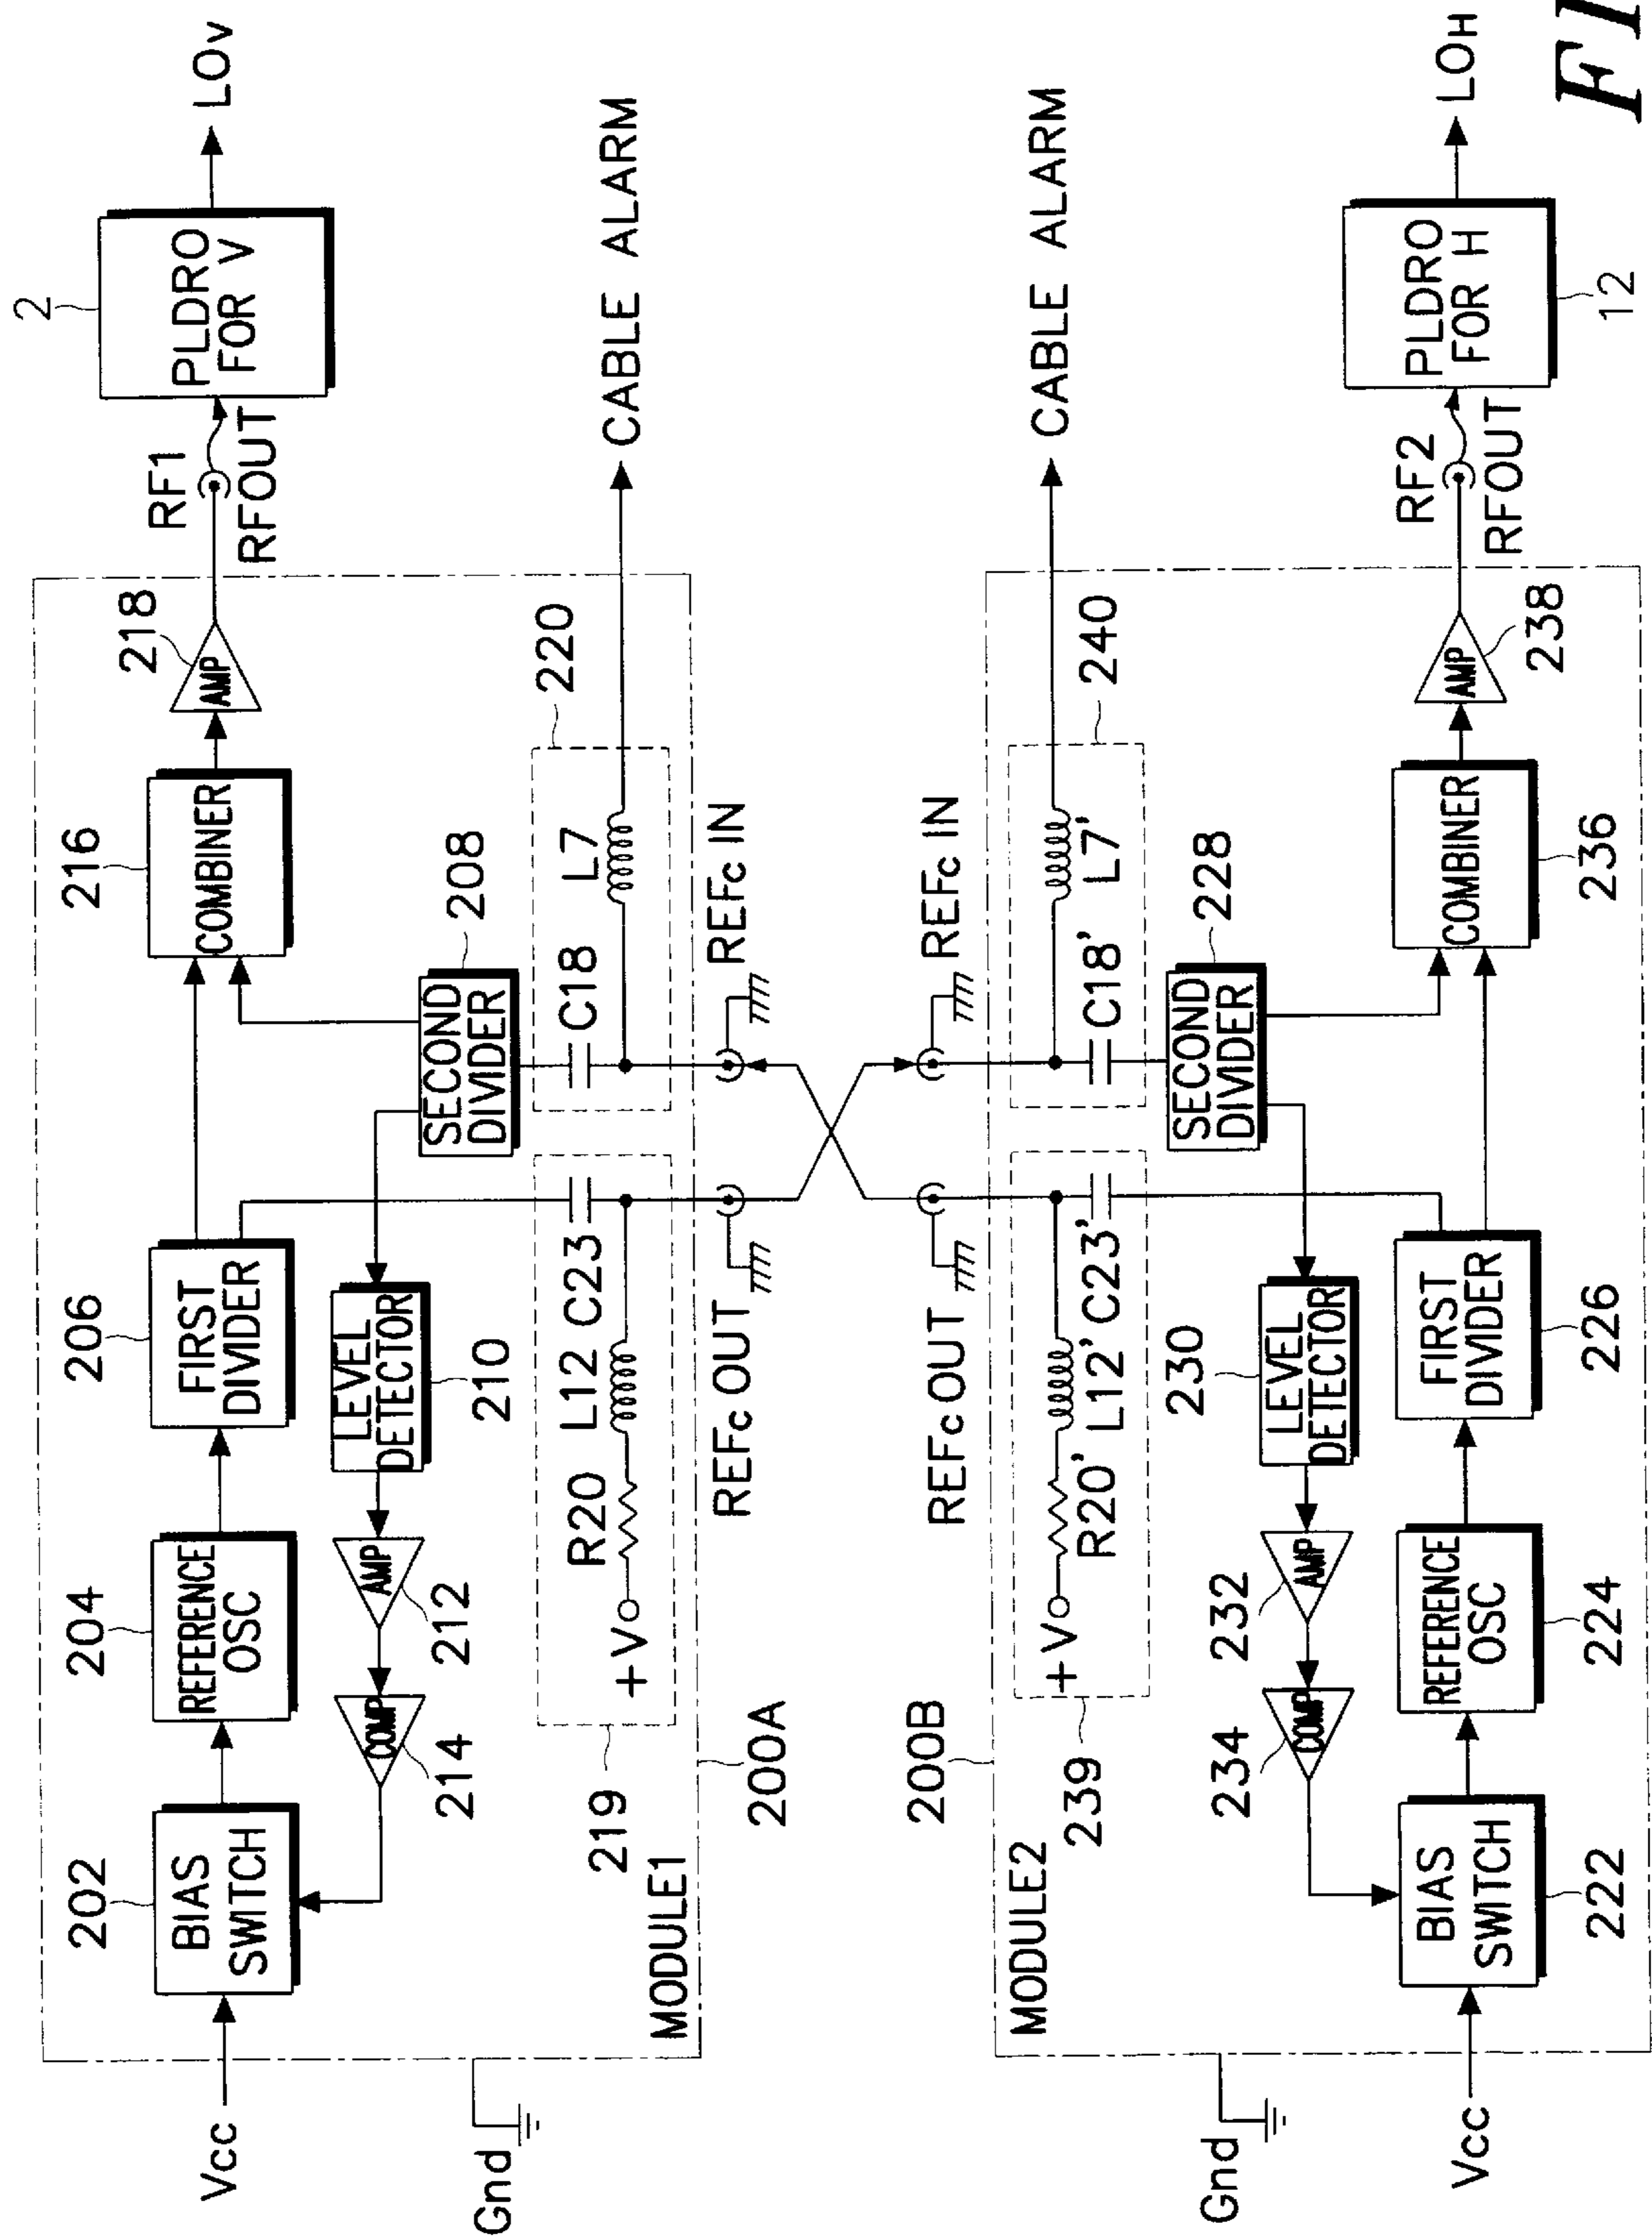 2
PLDRO
FOR V
LOV
RF1
RFOUT
218
AMP
216
COMBINER
CABLE ALARM
220
L7
C18
208
SECOND
DIVIDER
REFc IN
206
FIRST
DIVIDER
LEVEL
DETECTOR
210
L12 C23
R20
+V
REFc OUT
204
REFERENCE
OSC
AMP
212
COMP
214
219
200A
202
BIAS
SWITCH
MODULE1
Vcc
Gnd
CABLE ALARM
240
L7'
C18'
228
SECOND
DIVIDER
REFc IN
REFc OUT
L12' C23'
R20'
+V
239
200B
MODULE2
230
LEVEL
DETECTOR
232
AMP
234
COMP
222
BIAS
SWITCH
224
REFERENCE
OSC
226
FIRST
DIVIDER
236
COMBINER
238
AMP
RF2
RFOUT
PLDRO
FOR H
12
LOH
Vcc
Gnd